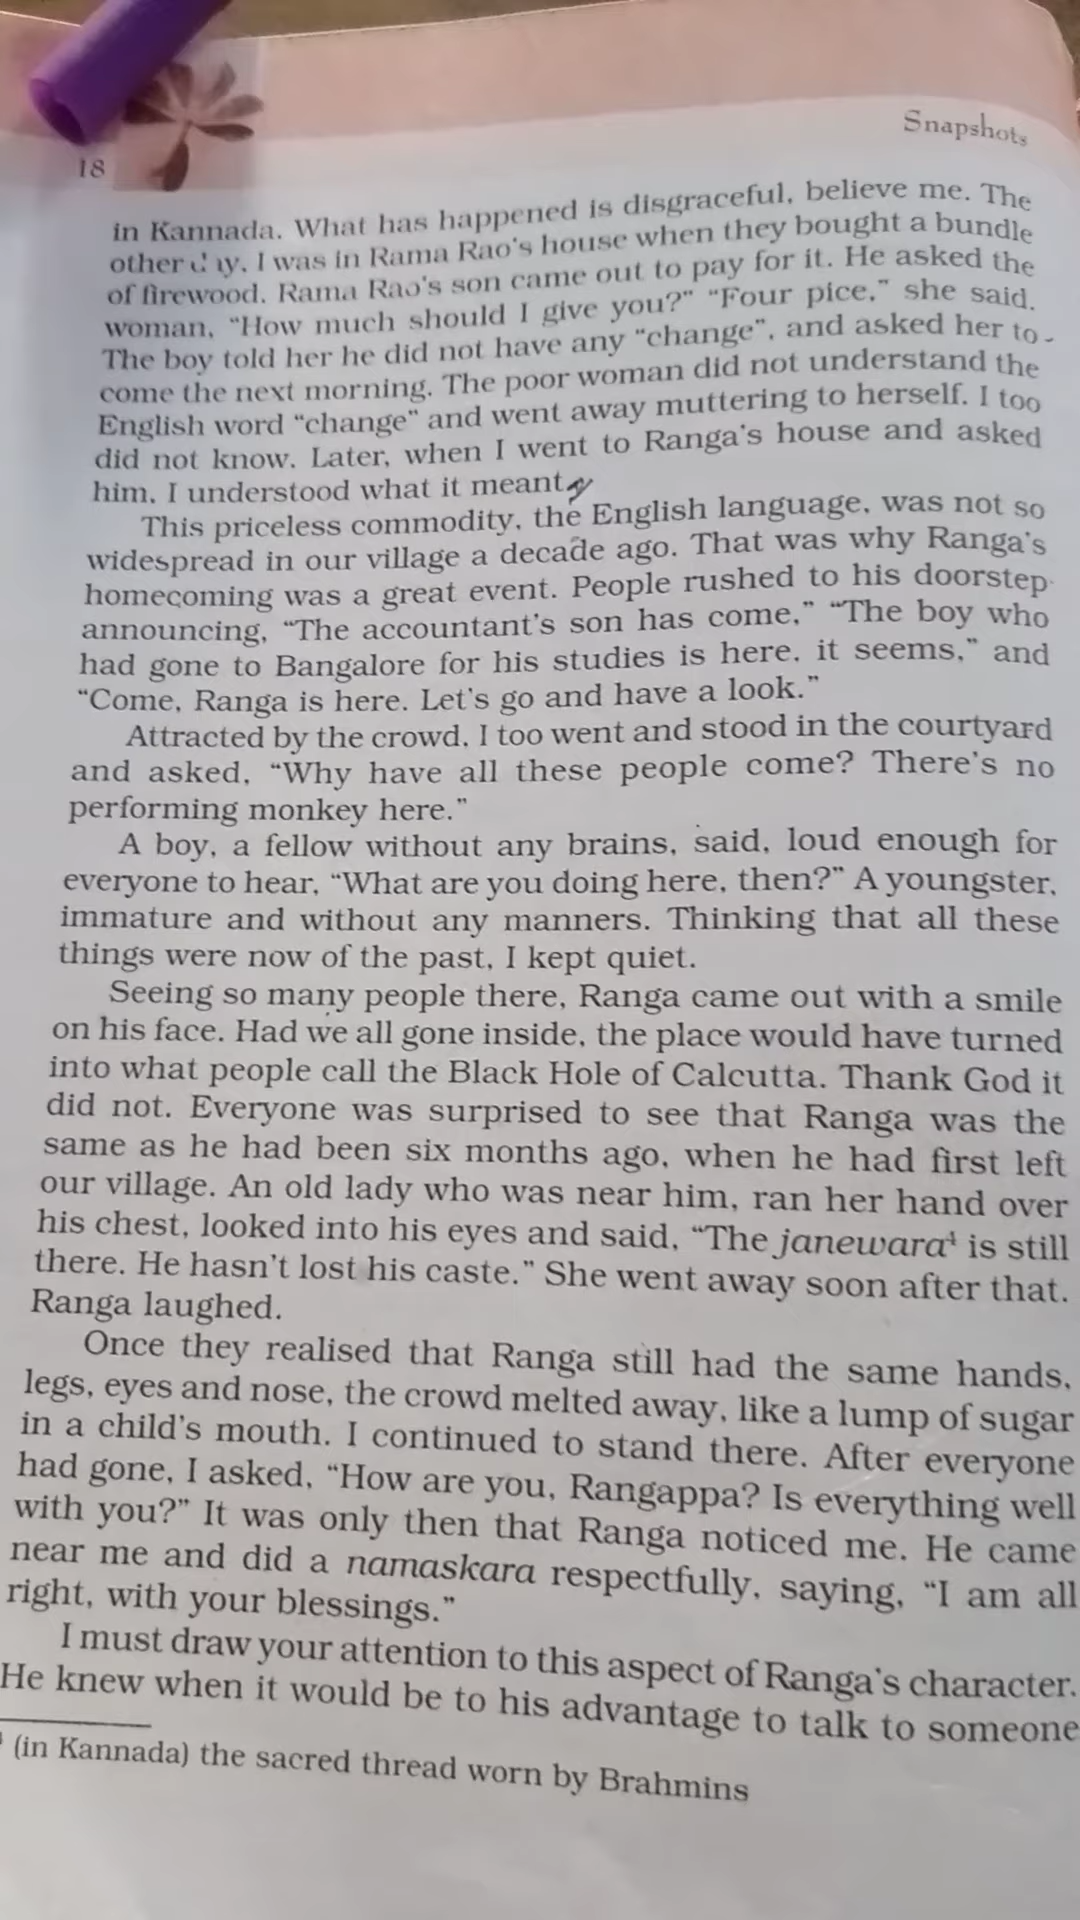 Snapshots
18
in Kannada. What has happened is disgraceful, believe me. The
other day, I was in Rama Rao's house when they bought a bundle
of firewood. Rama Rao's son came out to pay for it. He asked the
woman, “How much should I give you?” “Four pice,” she said.
The boy told her he did not have any “change”, and asked her to
come the next morning. The poor woman did not understand the
English word “change” and went away muttering to herself. I too
did not know. Later, when I went to Ranga's house and asked
him, I understood what it meant.
This priceless commodity, the English language, was not so
widespread in our village a decade ago. That was why Ranga's
homecoming was a great event. People rushed to his doorstep
announcing, “The accountant's son has come,” “The boy who
had gone to Bangalore for his studies is here, it seems,” and
“Come, Ranga is here. Let's go and have a look.”
Attracted by the crowd, I too went and stood in the courtyard
and asked, “Why have all these people come? There's no
performing monkey here.”
A boy, a fellow without any brains, said, loud enough for
everyone to hear, “What are you doing here, then?” A youngster,
immature and without any manners. Thinking that all these
things were now of the past, I kept quiet.
Seeing so many people there, Ranga came out with a smile
on his face. Had we all gone inside, the place would have turned
into what people call the Black Hole of Calcutta. Thank God it
did not. Everyone was surprised to see that Ranga was the
same as he had been six months ago, when he had first left
our village. An old lady who was near him, ran her hand over
his chest, looked into his eyes and said, “The janewara⁴ is still
there. He hasn't lost his caste.” She went away soon after that.
Ranga laughed.
Once they realised that Ranga still had the same hands,
legs, eyes and nose, the crowd melted away, like a lump of sugar
in a child's mouth. I continued to stand there. After everyone
had gone, I asked, “How are you, Rangappa? Is everything well
with you?” It was only then that Ranga noticed me. He came
near me and did a namaskara respectfully, saying, “I am all
right, with your blessings.”
I must draw your attention to this aspect of Ranga's character.
He knew when it would be to his advantage to talk to someone
(in Kannada) the sacred thread worn by Brahmins